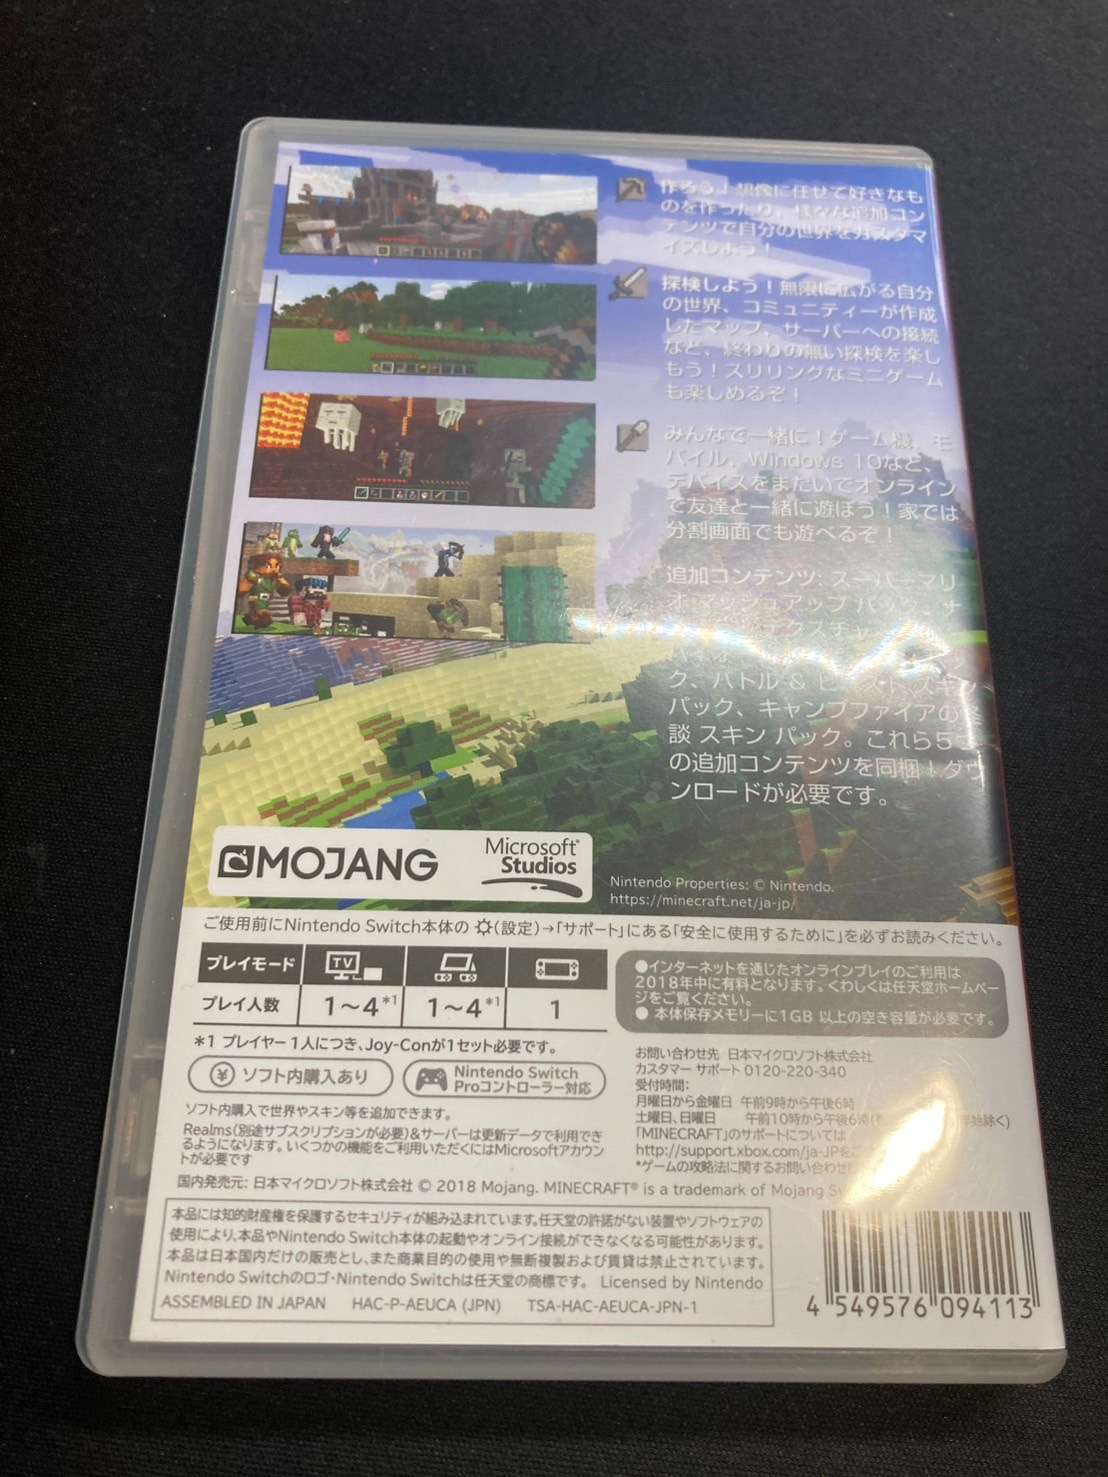 作ろう！想像に任せて好きなも
のを作ったり、様々な追加コン
テンツで自分の世界をカスタマ
イズしよう！
探検しよう！無限に広がる自分
の世界、コミュニティーが作成
したマップ、サーバーへの接続
など、終わりの無い探検を楽し
もう！スリリングなミニゲーム
も楽しめるぞ！
みんなで一緒に！ゲーム機、モ
バイル、Windows 10など、
デバイスをまたいでオンライン
で友達と一緒に遊ぼう！家では
分割画面でも遊べるぞ！
追加コンテンツ: スーパーマリ
オ マッシュアップ パック、
ク、バトル &
パック、キャンプファイアの
談 スキン パック。これら5つ
の追加コンテンツを同梱！ダウ
ンロードが必要です。
MOJANG
Microsoft®
Studios
Nintendo Properties: © Nintendo.
https://minecraft.net/ja-jp/
ご使用前にNintendo Switch本体の (設定)→「サポート」にある「安全に使用するために」を必ずお読みください。
プレイモード TV
プレイ人数 1～4*1 1～4*1 1
*1 プレイヤー1人につき、Joy-Conが1セット必要です。
●インターネットを通じたオンラインプレイのご利用は
2018年中に有料となります。くわしくは任天堂ホームペー
ジをご覧ください。
● 本体保存メモリーに1GB 以上の空き容量が必要です。
¥ ソフト内購入あり
Nintendo Switch
Proコントローラー対応
ソフト内購入で世界やスキン等を追加できます。
Realms(別途サブスクリプションが必要)&サーバーは更新データで利用でき
るようになります。いくつかの機能をご利用いただくにはMicrosoftアカウン
トが必要です
お問い合わせ先 日本マイクロソフト株式会社
カスタマー サポート 0120-220-340
受付時間:
月曜日から金曜日 午前9時から午後6時
土曜日、日曜日 午前10時から午後6時 年始除く)
「MINECRAFT」のサポートについては
http://support.xbox.com/ja-JPをご
*ゲームの攻略法に関するお問い合わせ
国内発売元: 日本マイクロソフト株式会社 © 2018 Mojang. MINECRAFT® is a trademark of Mojang
本品には知的財産権を保護するセキュリティが組み込まれています。任天堂の許諾がない装置やソフトウェアの
使用により、本品やNintendo Switch本体の起動やオンライン接続ができなくなる可能性があります。
本品は日本国内だけの販売とし、また商業目的の使用や無断複製および賃貸は禁止されています。
Nintendo Switchのロゴ・Nintendo Switchは任天堂の商標です。 Licensed by Nintendo
ASSEMBLED IN JAPAN HAC-P-AEUCA (JPN) TSA-HAC-AEUCA-JPN-1
4 549576 094113